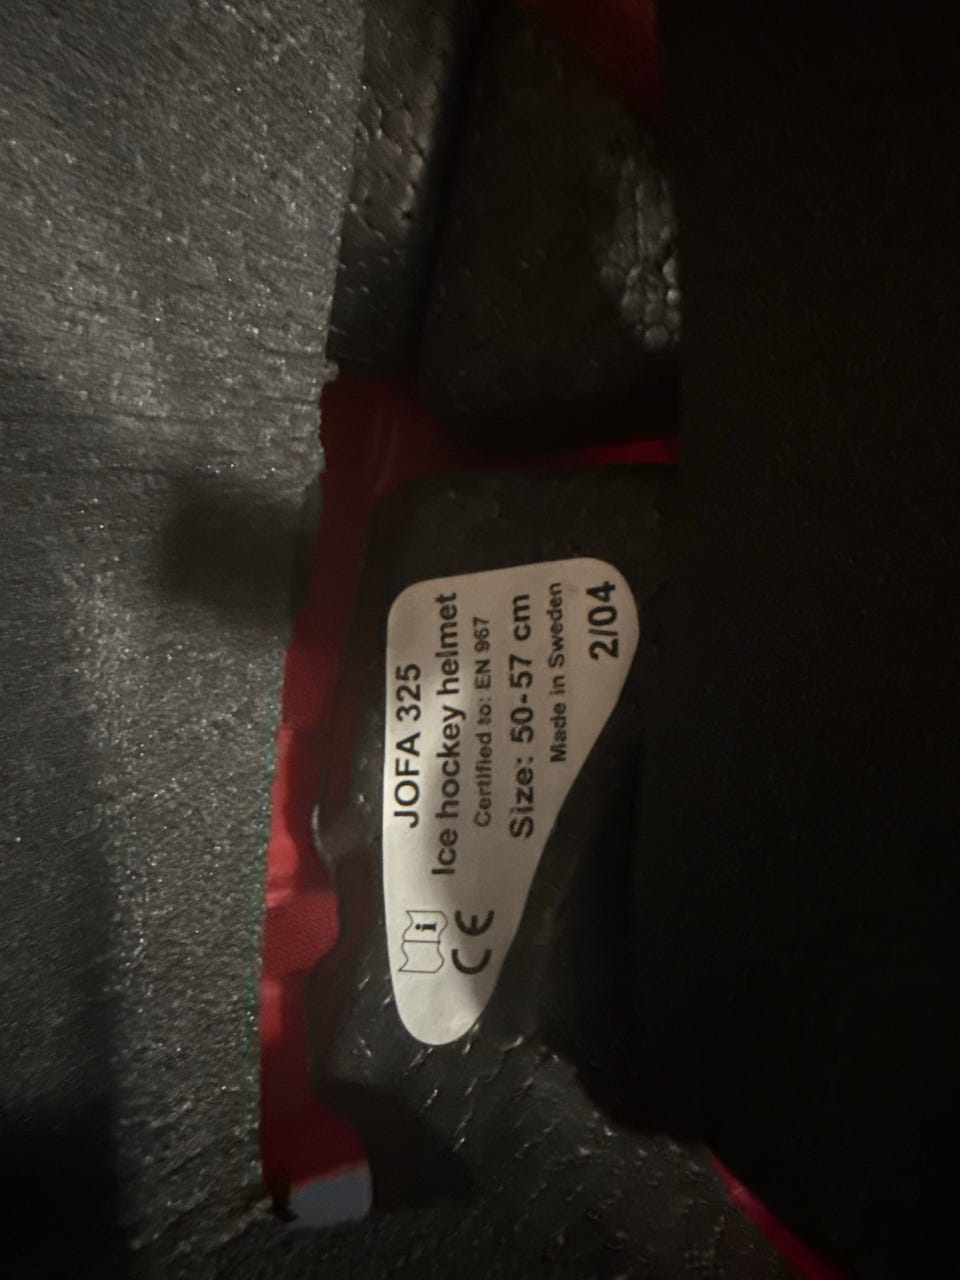 JOFA 325
Ice hockey helmet
Certified to: EN 967
Size: 50-57 cm
Made in Sweden
2/04
i
CE